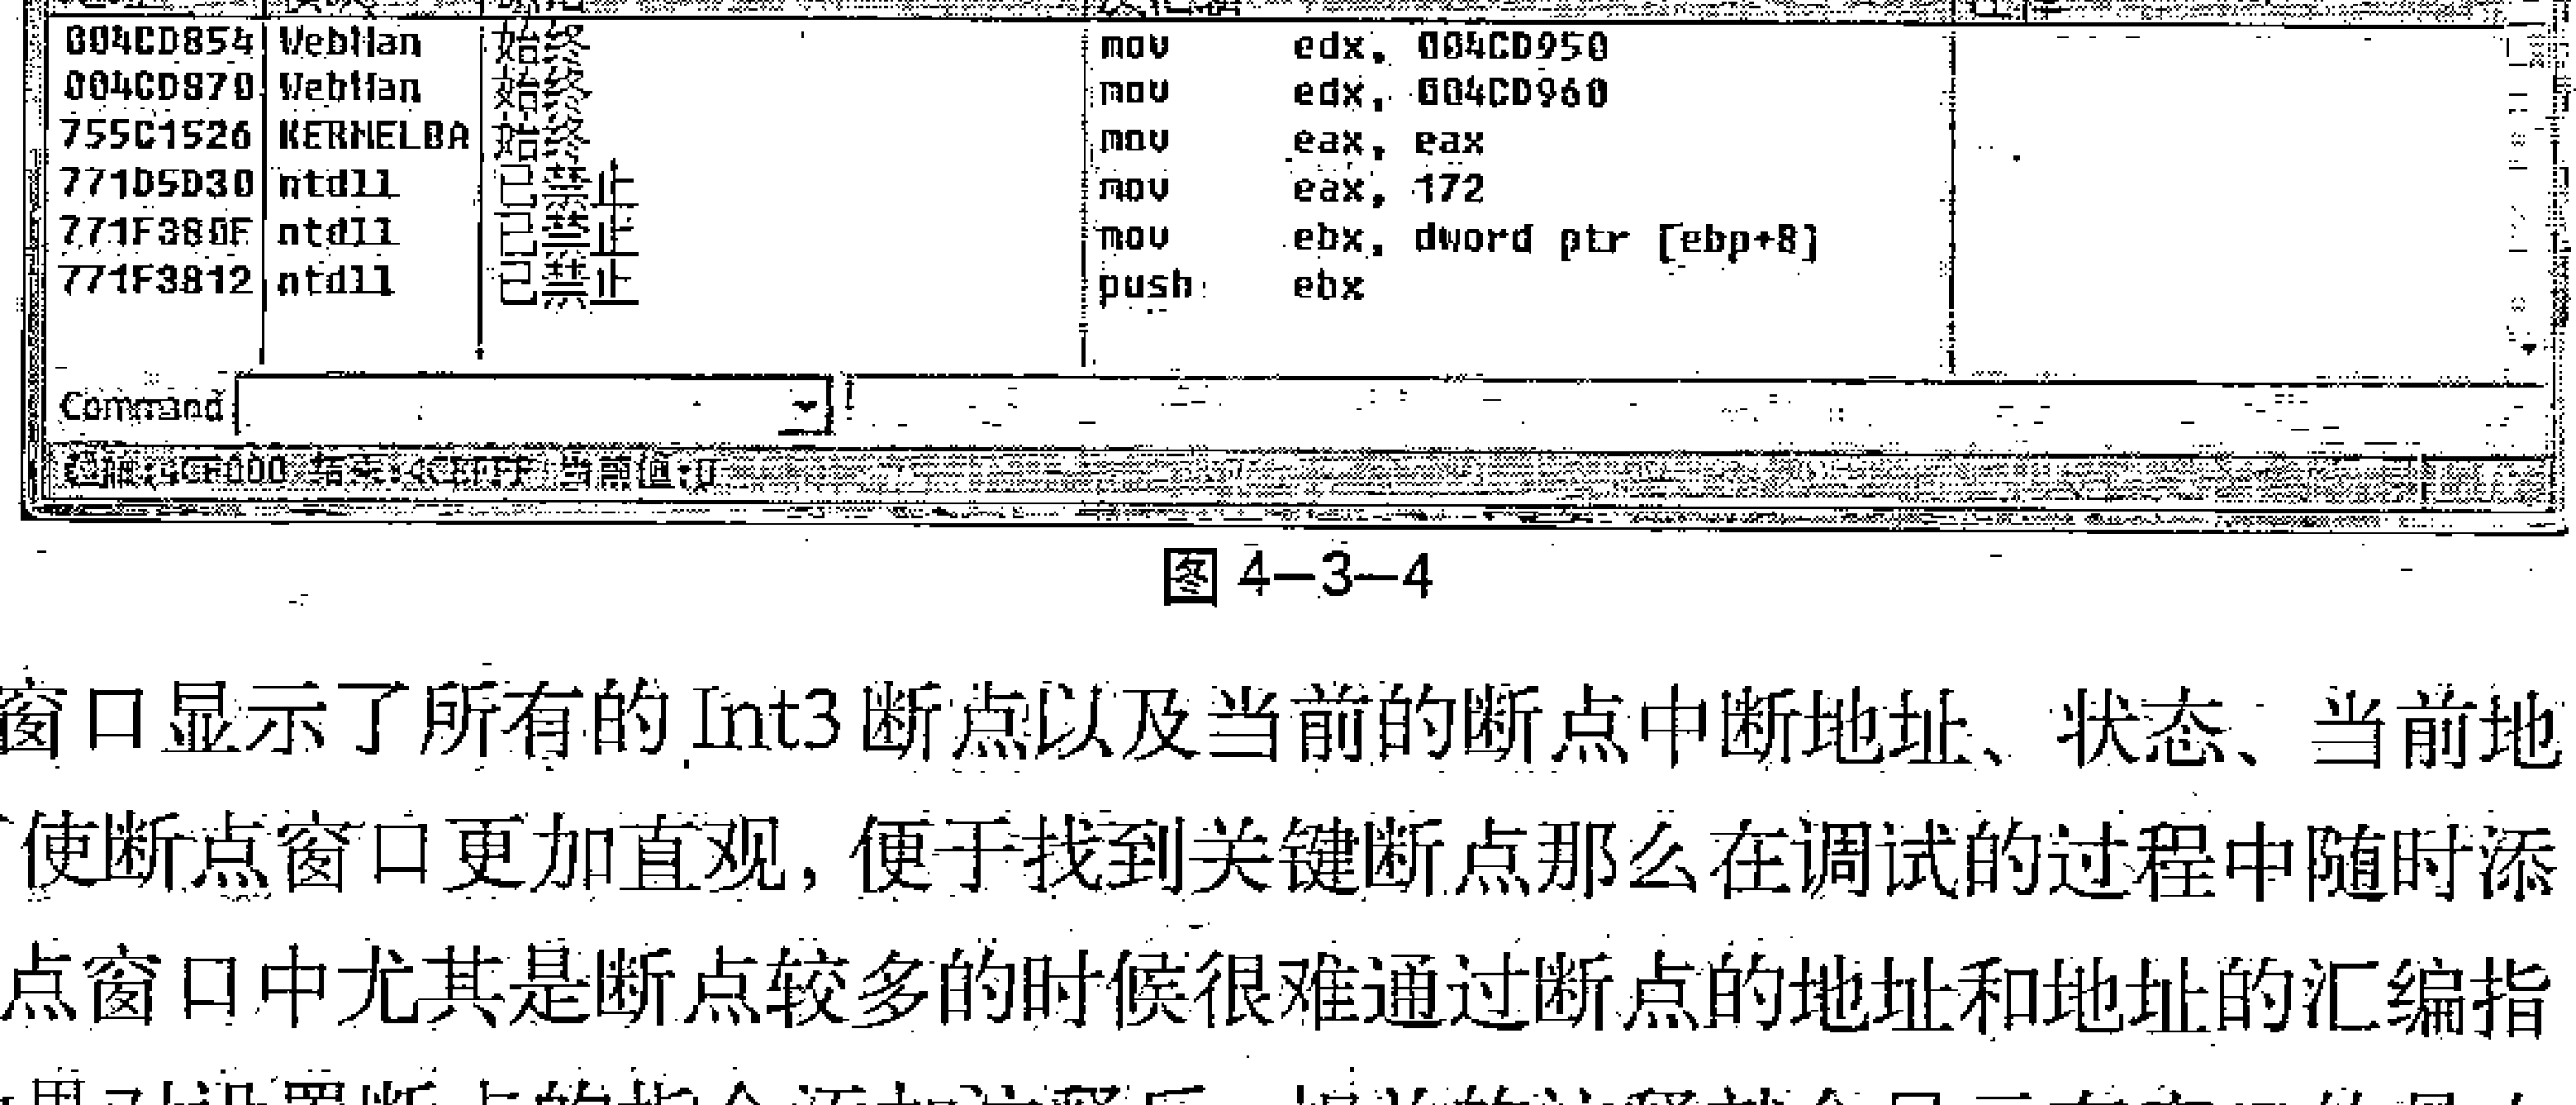 004CD854 WebMan 始终 mov edx, 004CD950
004CD870 WebMan 始终 mov edx, 004CD960
755C1526 KERNELBA 始终 mov eax, eax
771D5D30 ntdll 已禁止 mov eax, 172
771F380F ntdll 已禁止 mov ebx, dword ptr [ebp+8]
771F3812 ntdll 已禁止 push ebx
Command
当前值:0
图 4—3—4
窗口显示了所有的 Int3 断点以及当前的断点中断地址、状态、当前地
使断点窗口更加直观，便于找到关键断点那么在调试的过程中随时添
点窗口中尤其是断点较多的时候很难通过断点的地址和地址的汇编指